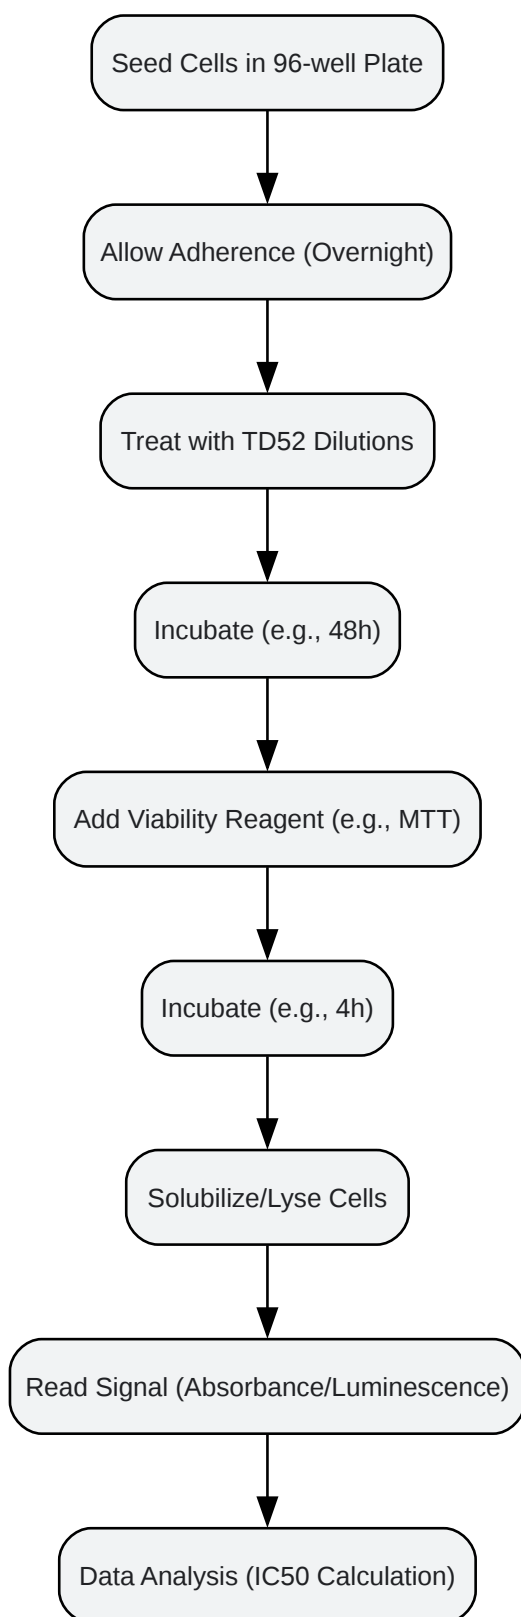 Seed Cells in 96-well Plate
Allow Adherence (Overnight)
Treat with TD52 Dilutions
Incubate (e.g., 48h)
Add Viability Reagent (e.g., MTT)
Incubate (e.g., 4h)
Solubilize/Lyse Cells
Read Signal (Absorbance/Luminescence)
Data Analysis (IC50 Calculation)